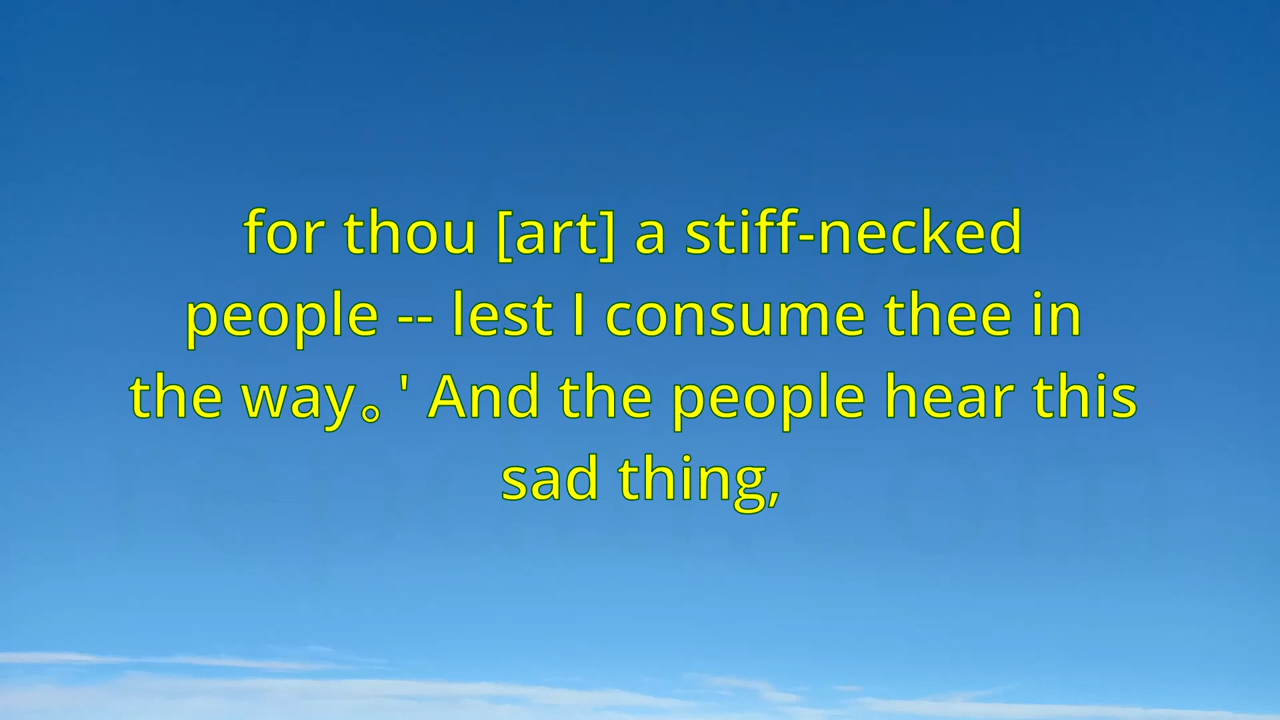 for thou [art] a stiff-necked
people -- lest I consume thee in
the way。' And the people hear this
sad thing,